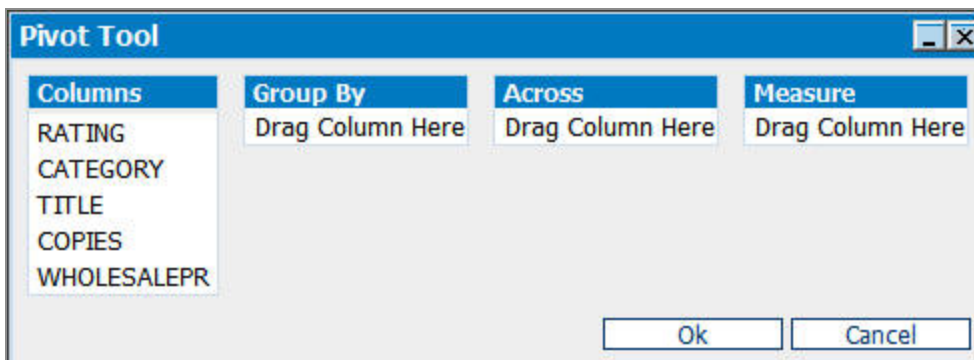 Pivot Tool
Columns
RATING
CATEGORY
TITLE
COPIES
WHOLESALEPR
Group By
Drag Column Here
Across
Drag Column Here
Measure
Drag Column Here
Ok
Cancel